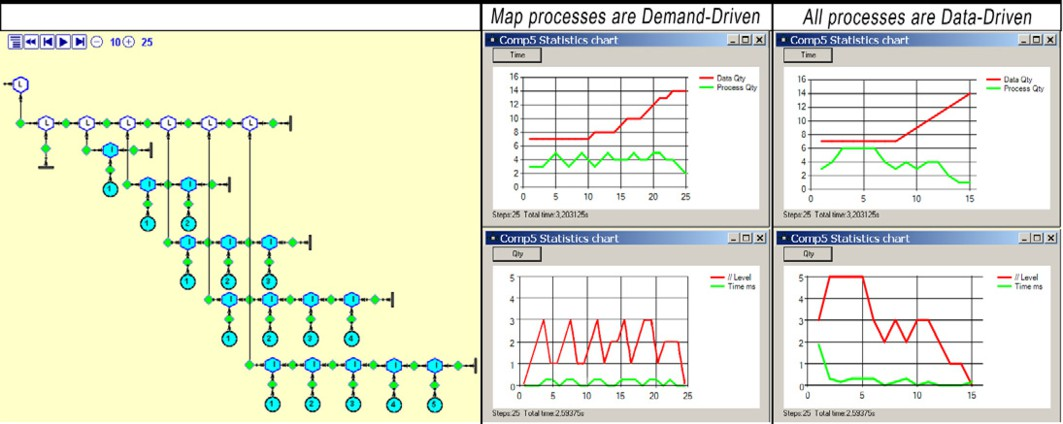 Map processes are Demand-Driven
All processes are Data-Driven
10 25
L
L L L L L L
I
1
I I
1 2
I I I
1 2 3
I I I I
1 2 3 4
I I I I I
1 2 3 4 5
Comp5 Statistics chart
Time
16
14
12
10
8
6
4
2
0
0 5 10 15 20 25
Data Qty
Process Qty
Steps:25 Total time:3,203125s
Comp5 Statistics chart
Time
16
14
12
10
8
6
4
2
0
0 5 10 15
Data Qty
Process Qty
Steps:25 Total time:3,203125s
Comp5 Statistics chart
Qty
5
4
3
2
1
0
0 5 10 15 20 25
// Level
Time ms
Steps:25 Total time:2.59375s
Comp5 Statistics chart
Qty
5
4
3
2
1
0
0 5 10 15
// Level
Time ms
Steps:25 Total time:2.59375s